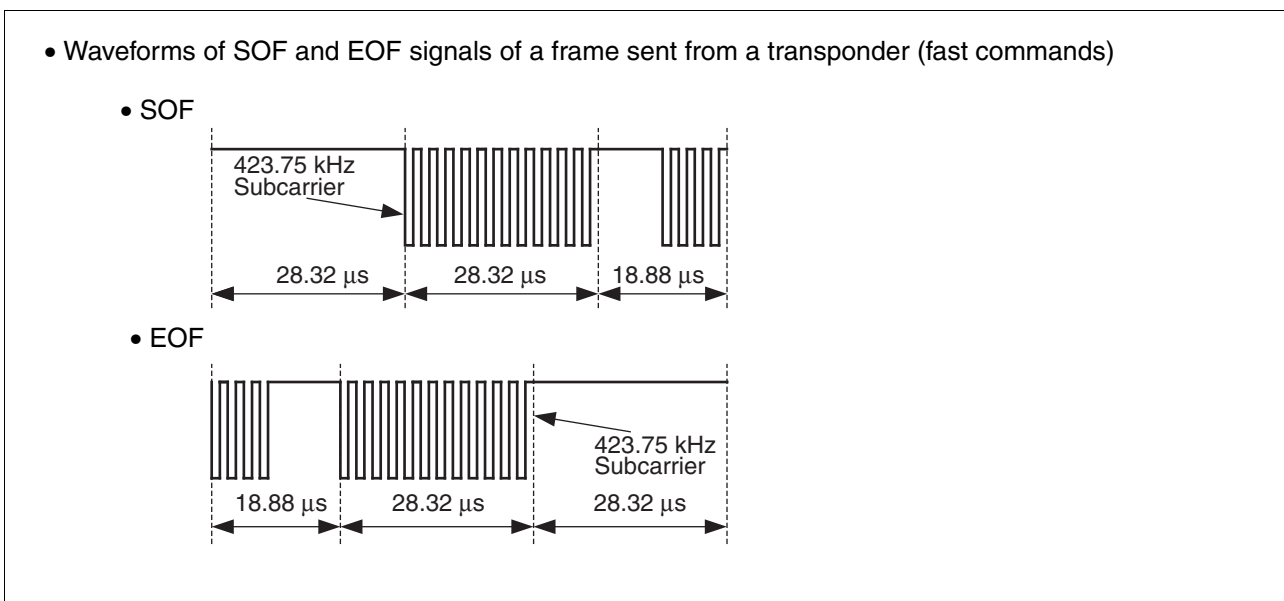 • Waveforms of SOF and EOF signals of a frame sent from a transponder (fast commands)
• SOF
423.75 kHz
Subcarrier
28.32 μs 28.32 μs 18.88 μs
• EOF
423.75 kHz
Subcarrier
18.88 μs 28.32 μs 28.32 μs